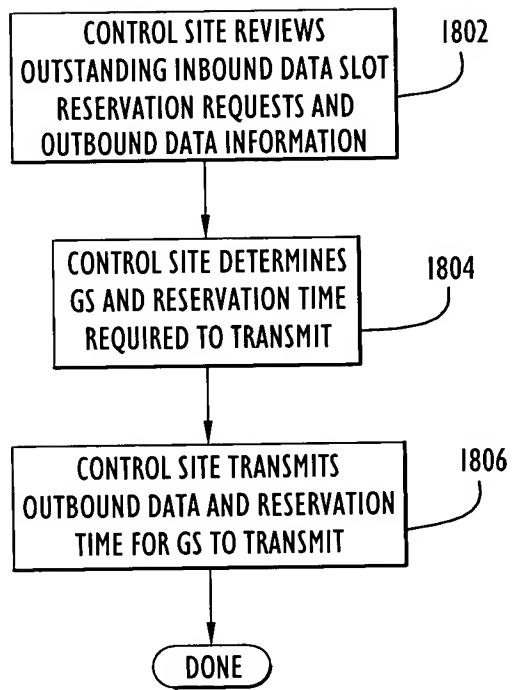 CONTROL SITE REVIEWS
OUTSTANDING INBOUND DATA SLOT
RESERVATION REQUESTS AND
OUTBOUND DATA INFORMATION
1802
CONTROL SITE DETERMINES
GS AND RESERVATION TIME
REQUIRED TO TRANSMIT
1804
CONTROL SITE TRANSMITS
OUTBOUND DATA AND RESERVATION
TIME FOR GS TO TRANSMIT
1806
DONE